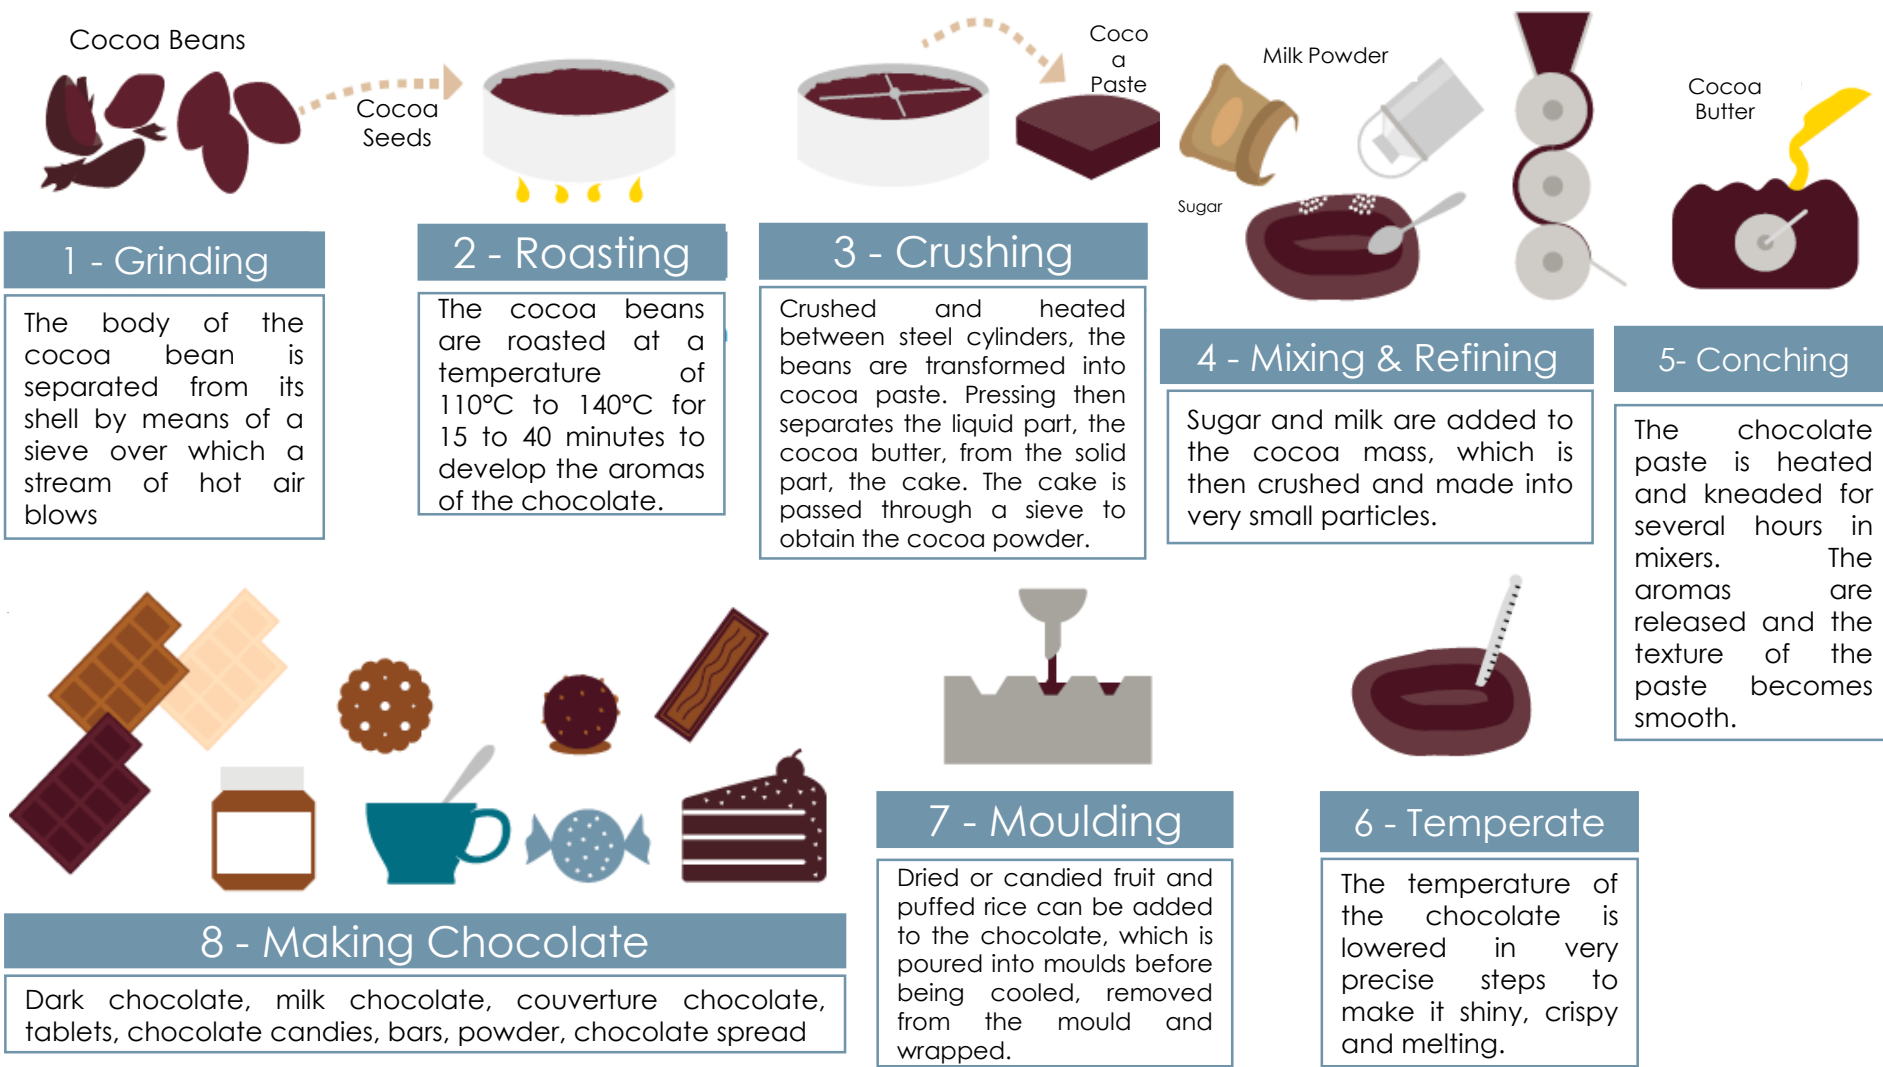 Cocoa Beans
Cocoa
Seeds
Coco
a
Paste
Milk Powder
Sugar
Cocoa
Butter
1 - Grinding
The body of the
cocoa bean is
separated from its
shell by means of a
sieve over which a
stream of hot air
blows
2 - Roasting
The cocoa beans
are roasted at a
temperature of
110°C to 140°C for
15 to 40 minutes to
develop the aromas
of the chocolate.
3 - Crushing
Crushed and heated
between steel cylinders, the
beans are transformed into
cocoa paste. Pressing then
separates the liquid part, the
cocoa butter, from the solid
part, the cake. The cake is
passed through a sieve to
obtain the cocoa powder.
4 - Mixing & Refining
Sugar and milk are added to
the cocoa mass, which is
then crushed and made into
very small particles.
5- Conching
The chocolate
paste is heated
and kneaded for
several hours in
mixers. The
aromas are
released and the
texture of the
paste becomes
smooth.
6 - Temperate
The temperature of
the chocolate is
lowered in very
precise steps to
make it shiny, crispy
and melting.
7 - Moulding
Dried or candied fruit and
puffed rice can be added
to the chocolate, which is
poured into moulds before
being cooled, removed
from the mould and
wrapped.
8 - Making Chocolate
Dark chocolate, milk chocolate, couverture chocolate,
tablets, chocolate candies, bars, powder, chocolate spread